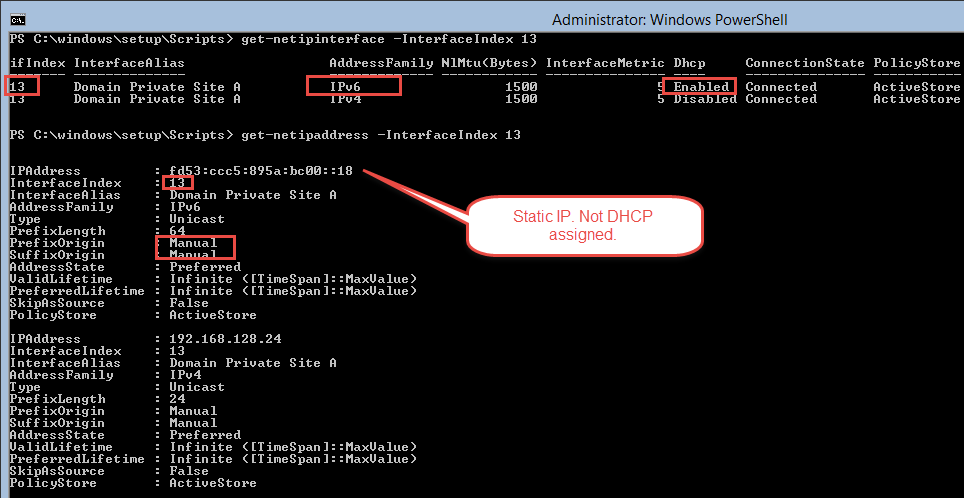 Administrator: Windows PowerShell
PS C:\windows\setup\Scripts> get-netipinterface -InterfaceIndex 13
ifIndex InterfaceAlias AddressFamily NlMtu(Bytes) InterfaceMetric Dhcp ConnectionState PolicyStore
------- -------------- ------------- ------------ --------------- ---- --------------- -----------
13 Domain Private Site A IPv6 1500 5 Enabled Connected ActiveStore
13 Domain Private Site A IPv4 1500 5 Disabled Connected ActiveStore
PS C:\windows\setup\Scripts> get-netipaddress -InterfaceIndex 13
IPAddress : fd53:ccc5:895a:bc00::18
InterfaceIndex : 13
InterfaceAlias : Domain Private Site A
AddressFamily : IPv6
Type : Unicast
PrefixLength : 64
PrefixOrigin : Manual
SuffixOrigin : Manual
AddressState : Preferred
ValidLifetime : Infinite ([TimeSpan]::MaxValue)
PreferredLifetime : Infinite ([TimeSpan]::MaxValue)
SkipAsSource : False
PolicyStore : ActiveStore
Static IP. Not DHCP
assigned.
IPAddress : 192.168.128.24
InterfaceIndex : 13
InterfaceAlias : Domain Private Site A
AddressFamily : IPv4
Type : Unicast
PrefixLength : 24
PrefixOrigin : Manual
SuffixOrigin : Manual
AddressState : Preferred
ValidLifetime : Infinite ([TimeSpan]::MaxValue)
PreferredLifetime : Infinite ([TimeSpan]::MaxValue)
SkipAsSource : False
PolicyStore : ActiveStore